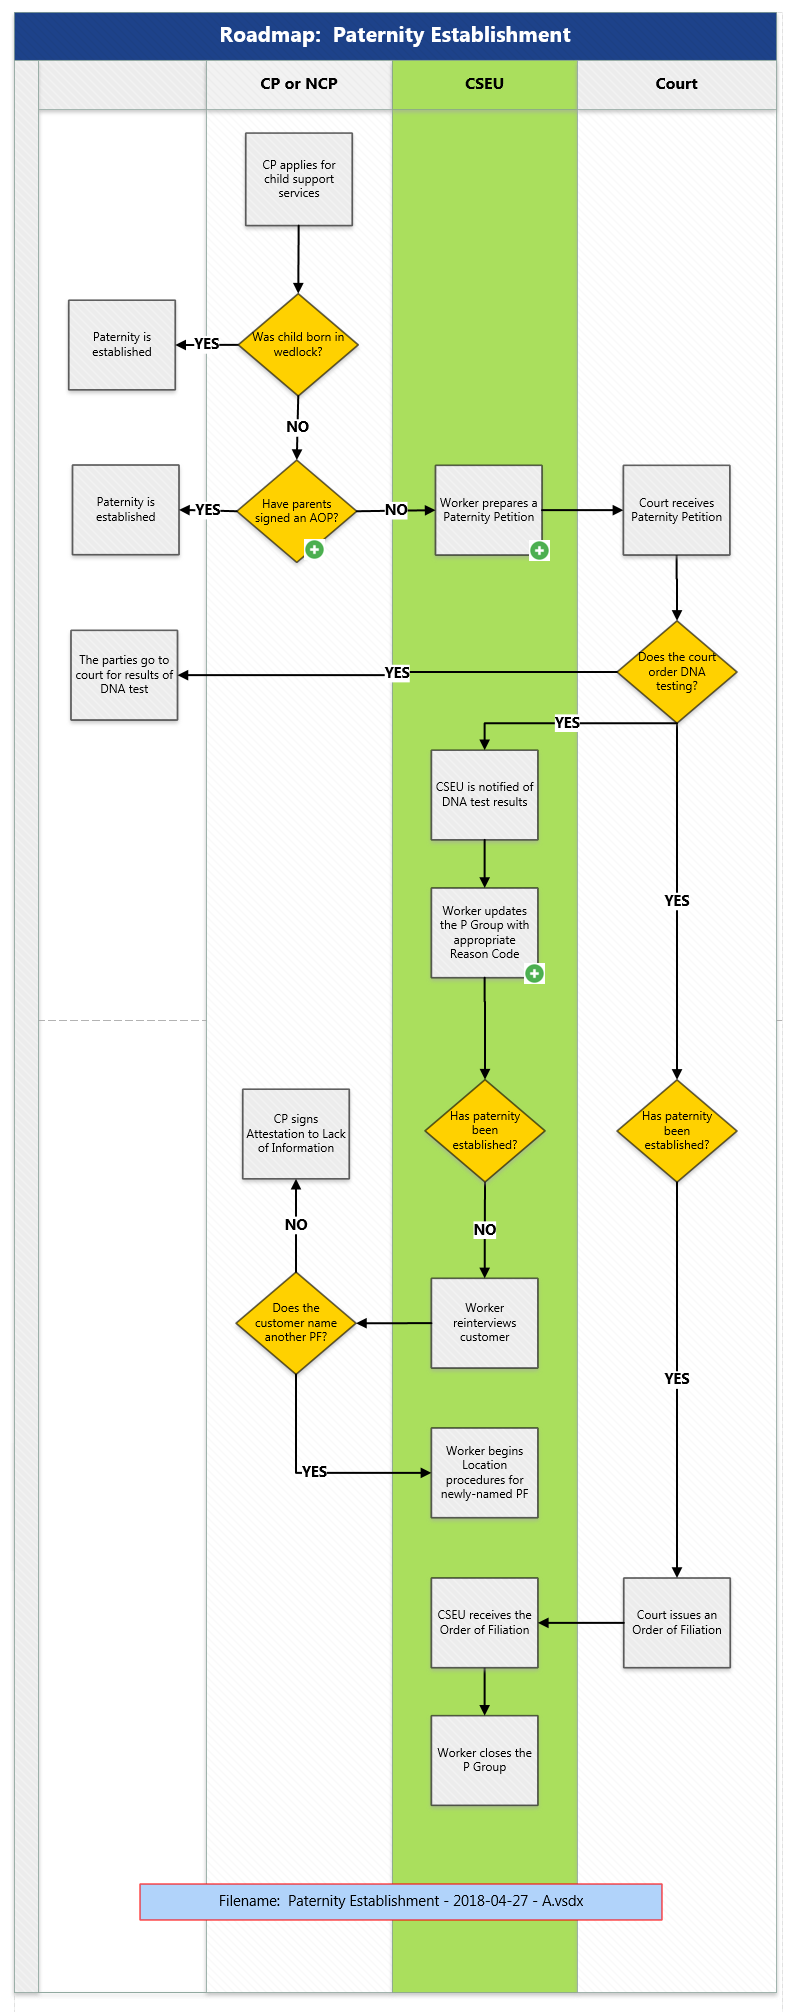 Roadmap:  Paternity Establishment
CP or NCP
CSEU
Court
CP applies for
child support
services
Was child born in
wedlock?
YES
Paternity is
established
NO
Have parents
signed an AOP?
YES
Paternity is
established
NO
Worker prepares a
Paternity Petition
Court receives
Paternity Petition
Does the court
order DNA
testing?
YES
The parties go to
court for results of
DNA test
YES
CSEU is notified of
DNA test results
Worker updates
the P Group with
appropriate
Reason Code
YES
Has paternity
been
established?
Has paternity
been
established?
CP signs
Attestation to Lack
of Information
NO
NO
Does the
customer name
another PF?
Worker
reinterviews
customer
YES
YES
Worker begins
Location
procedures for
newly-named PF
CSEU receives the
Order of Filiation
Court issues an
Order of Filiation
Worker closes the
P Group
Filename:  Paternity Establishment - 2018-04-27 - A.vsdx